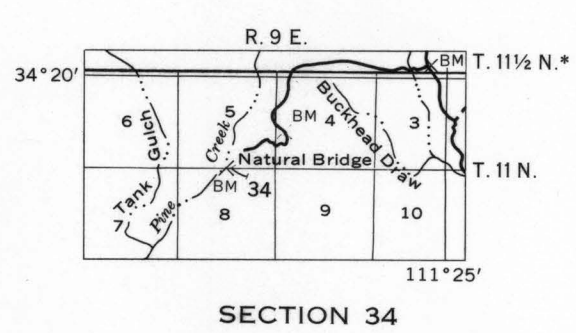 R. 9 E.
34°20'
BM
T. 11½ N.*
6
Gulch
5
Creek
BM 4
Buckhead Draw
3
Natural Bridge
T. 11 N.
Tank
7
Pine
BM
34
8
9
10
111°25'
SECTION 34